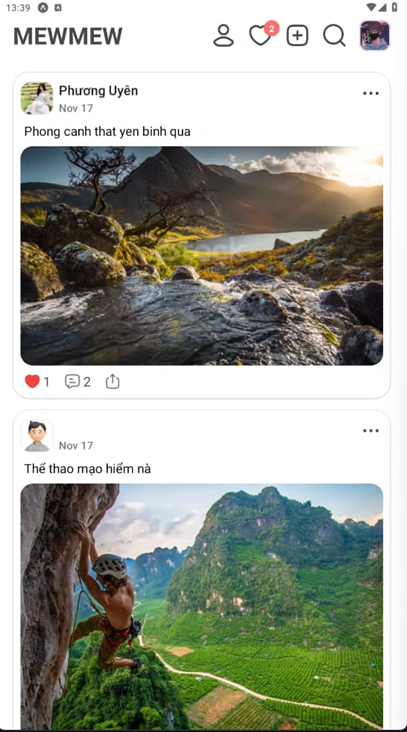 13:39
MEWMEW
2
Phương Uyên
Nov 17
Phong canh that yen binh qua
1
2
Nov 17
Thể thao mạo hiểm nà